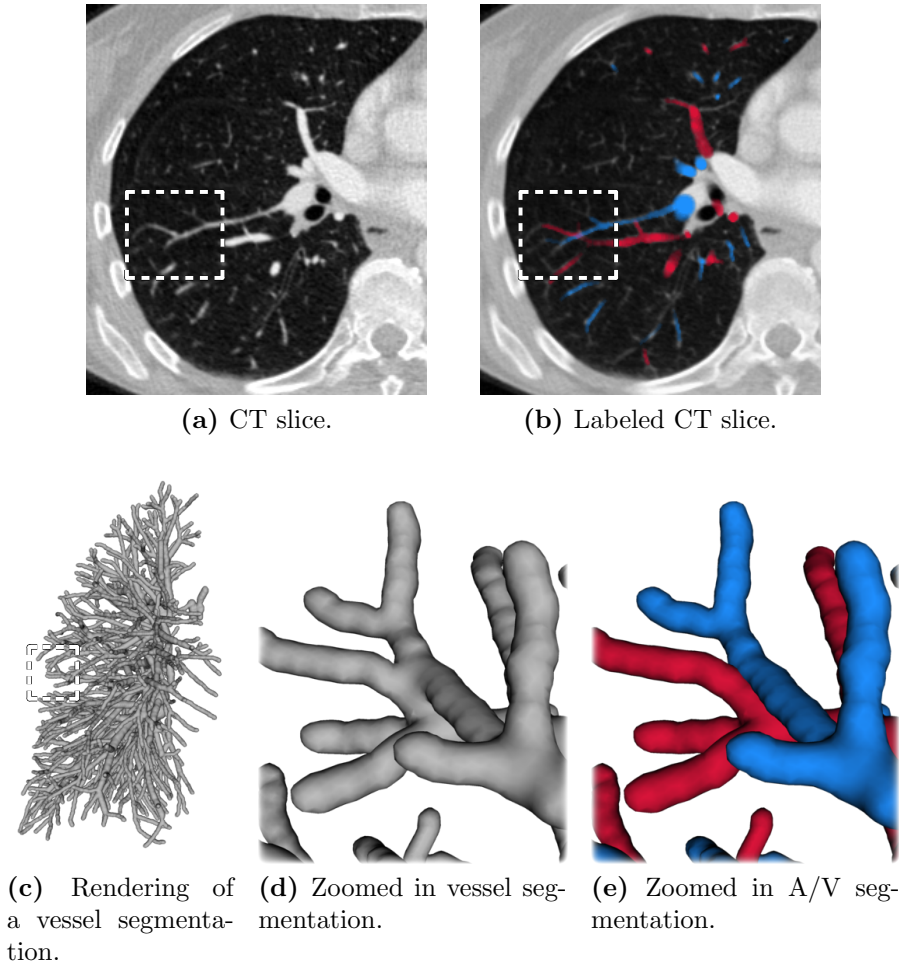 (a) CT slice.
(b) Labeled CT slice.
(c) Rendering of
a vessel segmenta-
tion.
(d) Zoomed in vessel seg-
mentation.
(e) Zoomed in A/V seg-
mentation.